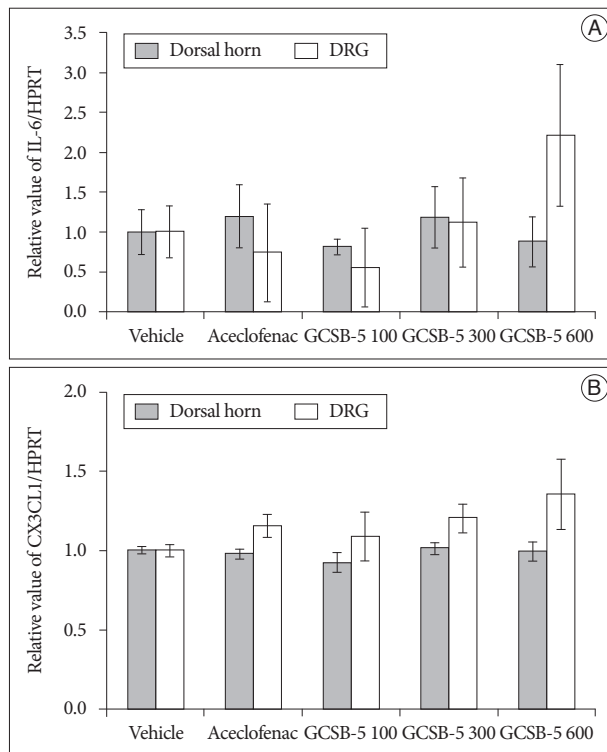 A
Relative value of IL-6/HPRT
3.5
3.0
2.5
2.0
1.5
1.0
0.5
0.0
Dorsal horn DRG
Vehicle Aceclofenac GCSB-5 100 GCSB-5 300 GCSB-5 600
B
Relative value of CX3CL1/HPRT
2.0
1.5
1.0
0.5
0.0
Dorsal horn DRG
Vehicle Aceclofenac GCSB-5 100 GCSB-5 300 GCSB-5 600